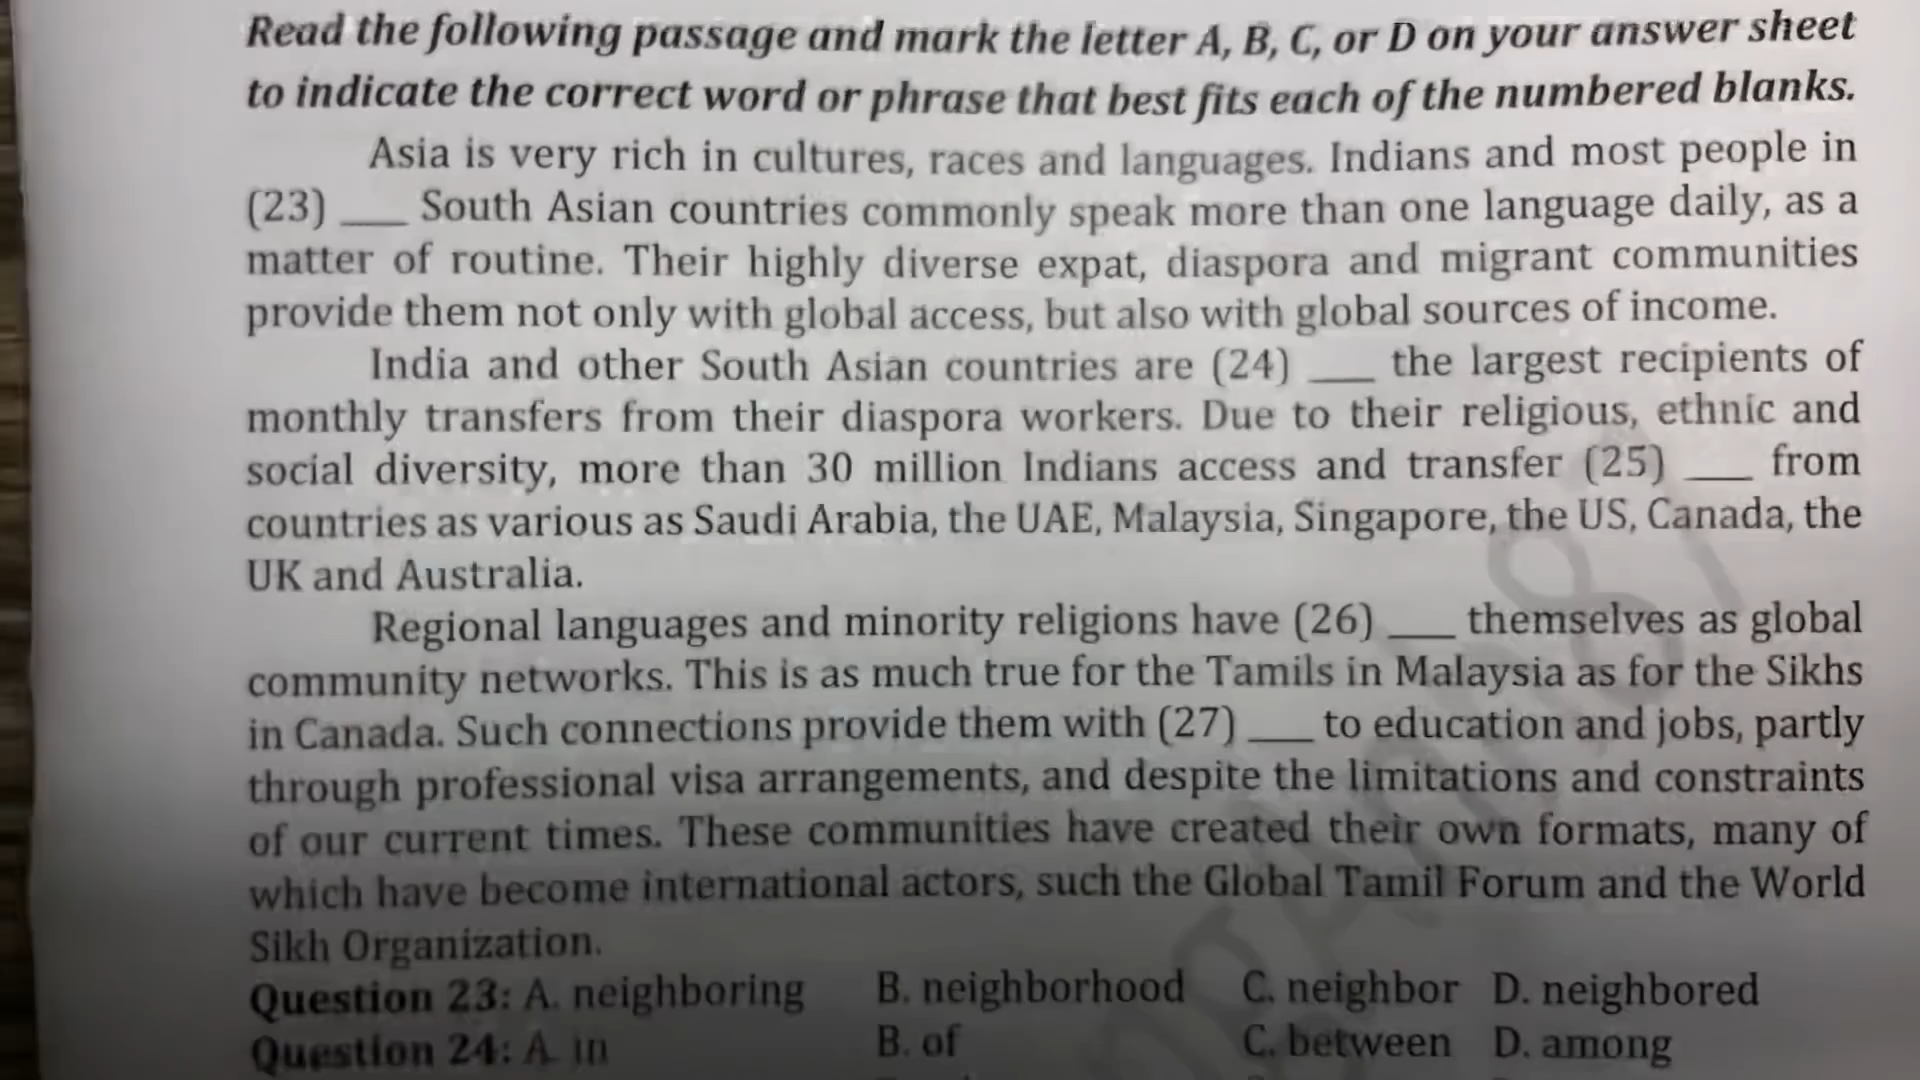 Read the following passage and mark the letter A, B, C, or D on your answer sheet
to indicate the correct word or phrase that best fits each of the numbered blanks.
Asia is very rich in cultures, races and languages. Indians and most people in
(23) ___ South Asian countries commonly speak more than one language daily, as a
matter of routine. Their highly diverse expat, diaspora and migrant communities
provide them not only with global access, but also with global sources of income.
India and other South Asian countries are (24) ___ the largest recipients of
monthly transfers from their diaspora workers. Due to their religious, ethnic and
social diversity, more than 30 million Indians access and transfer (25) ___ from
countries as various as Saudi Arabia, the UAE, Malaysia, Singapore, the US, Canada, the
UK and Australia.
Regional languages and minority religions have (26) ___ themselves as global
community networks. This is as much true for the Tamils in Malaysia as for the Sikhs
in Canada. Such connections provide them with (27) ___ to education and jobs, partly
through professional visa arrangements, and despite the limitations and constraints
of our current times. These communities have created their own formats, many of
which have become international actors, such the Global Tamil Forum and the World
Sikh Organization.
Question 23: A. neighboring B. neighborhood C. neighbor D. neighbored
Question 24: A. in B. of C. between D. among